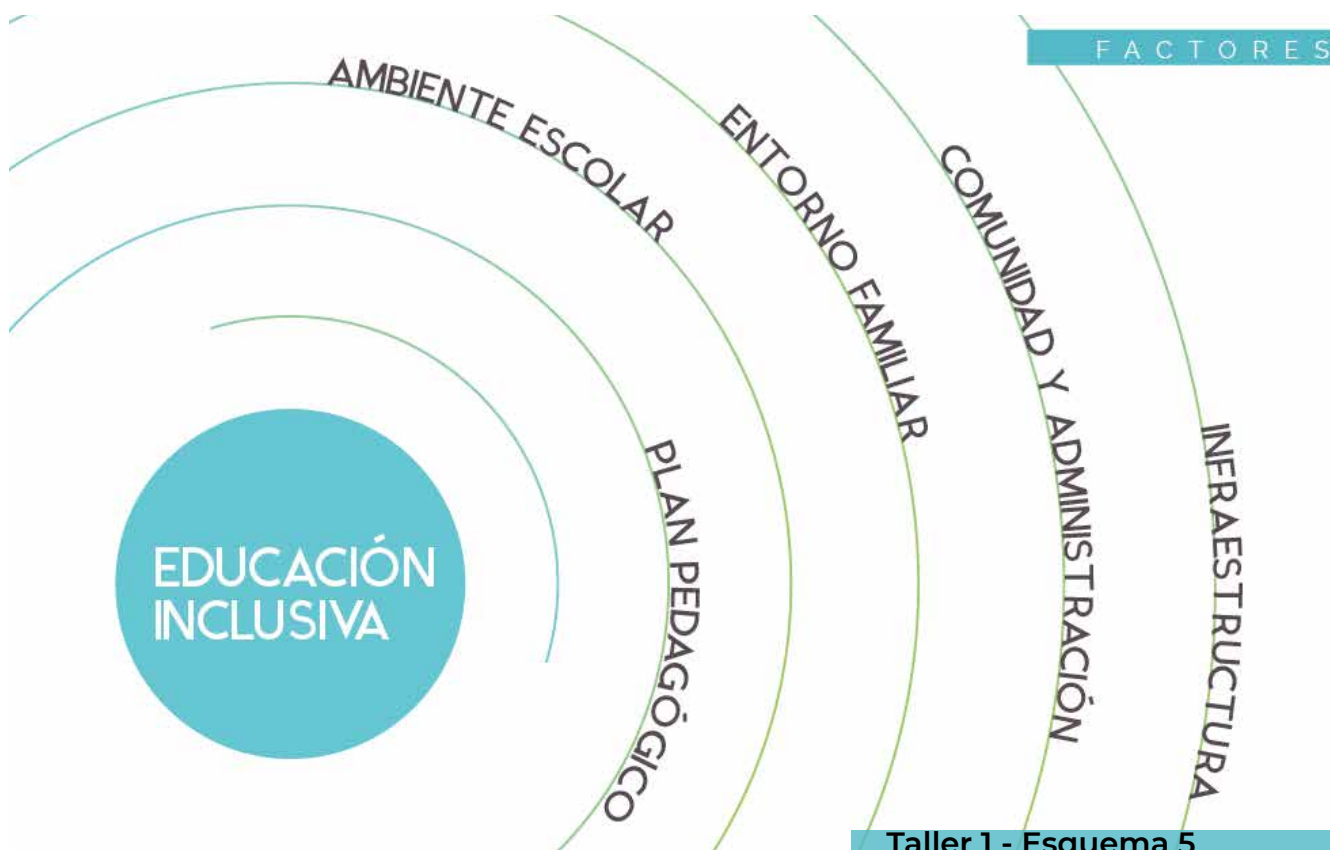 FACTORES
AMBIENTE ESCOLAR
ENTORNO FAMILIAR
COMUNIDAD Y ADMINISTRACIÓN
INFRAESTRUCTURA
PLAN PEDAGÓGICO
EDUCACIÓN
INCLUSIVA
Taller 1 - Esquema 5